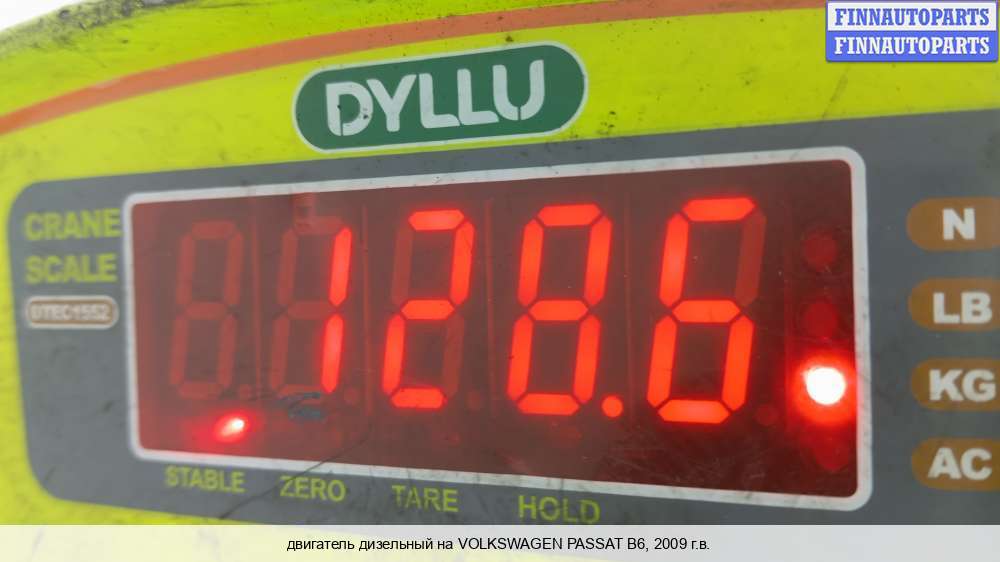 FINNAUTOPARTS
FINNAUTOPARTS
DYLLU
CRANE
SCALE
DTEC1552
128.6
N
LB
KG
AC
STABLE ZERO TARE HOLD
двигатель дизельный на VOLKSWAGEN PASSAT B6, 2009 г.в.